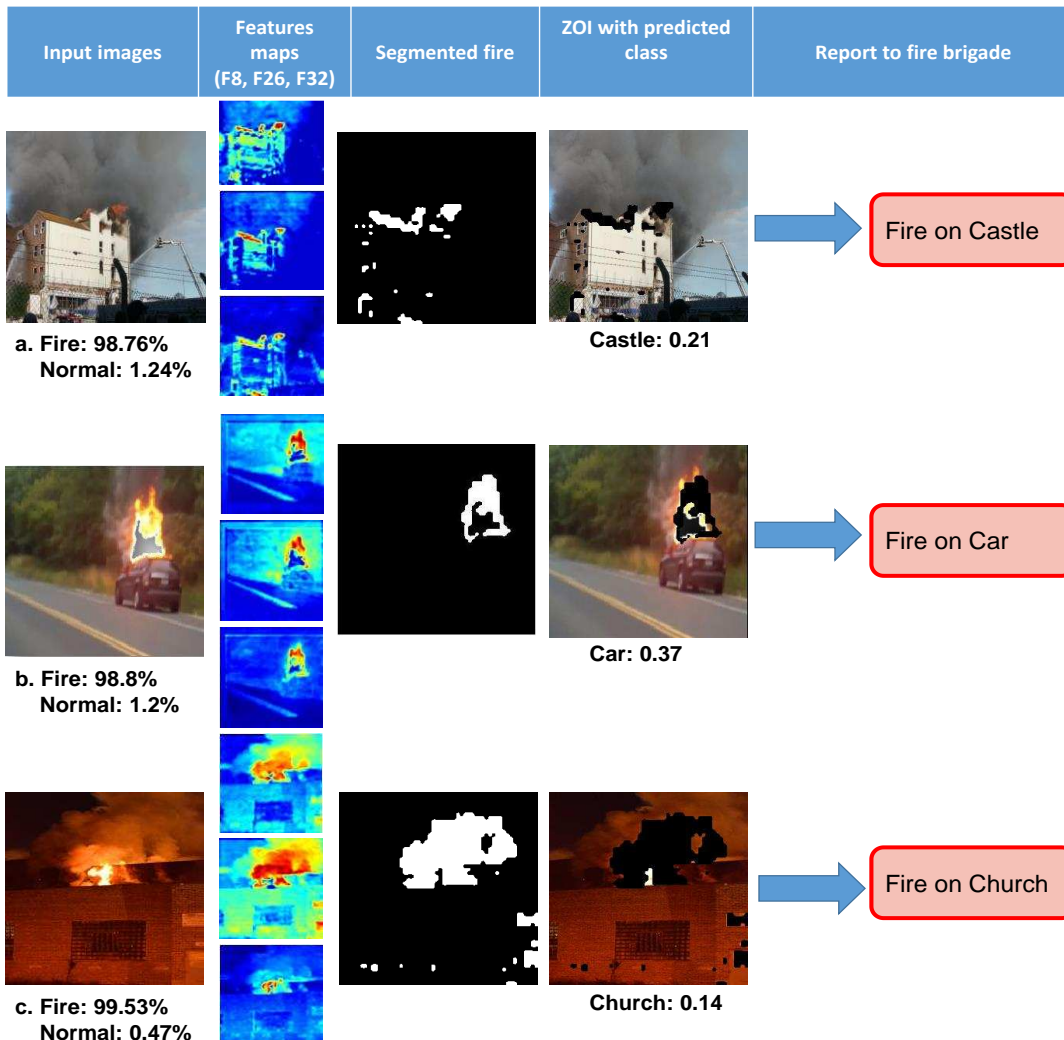 Input images
Features
maps
(F8, F26, F32)
Segmented fire
ZOI with predicted
class
Report to fire brigade
a. Fire: 98.76%
Normal: 1.24%
Castle: 0.21
Fire on Castle
b. Fire: 98.8%
Normal: 1.2%
Car: 0.37
Fire on Car
c. Fire: 99.53%
Normal: 0.47%
Church: 0.14
Fire on Church